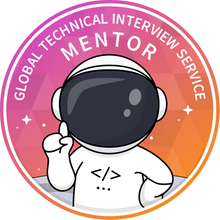 GLOBAL TECHNICAL INTERVIEW SERVICE
MENTOR
</>
...